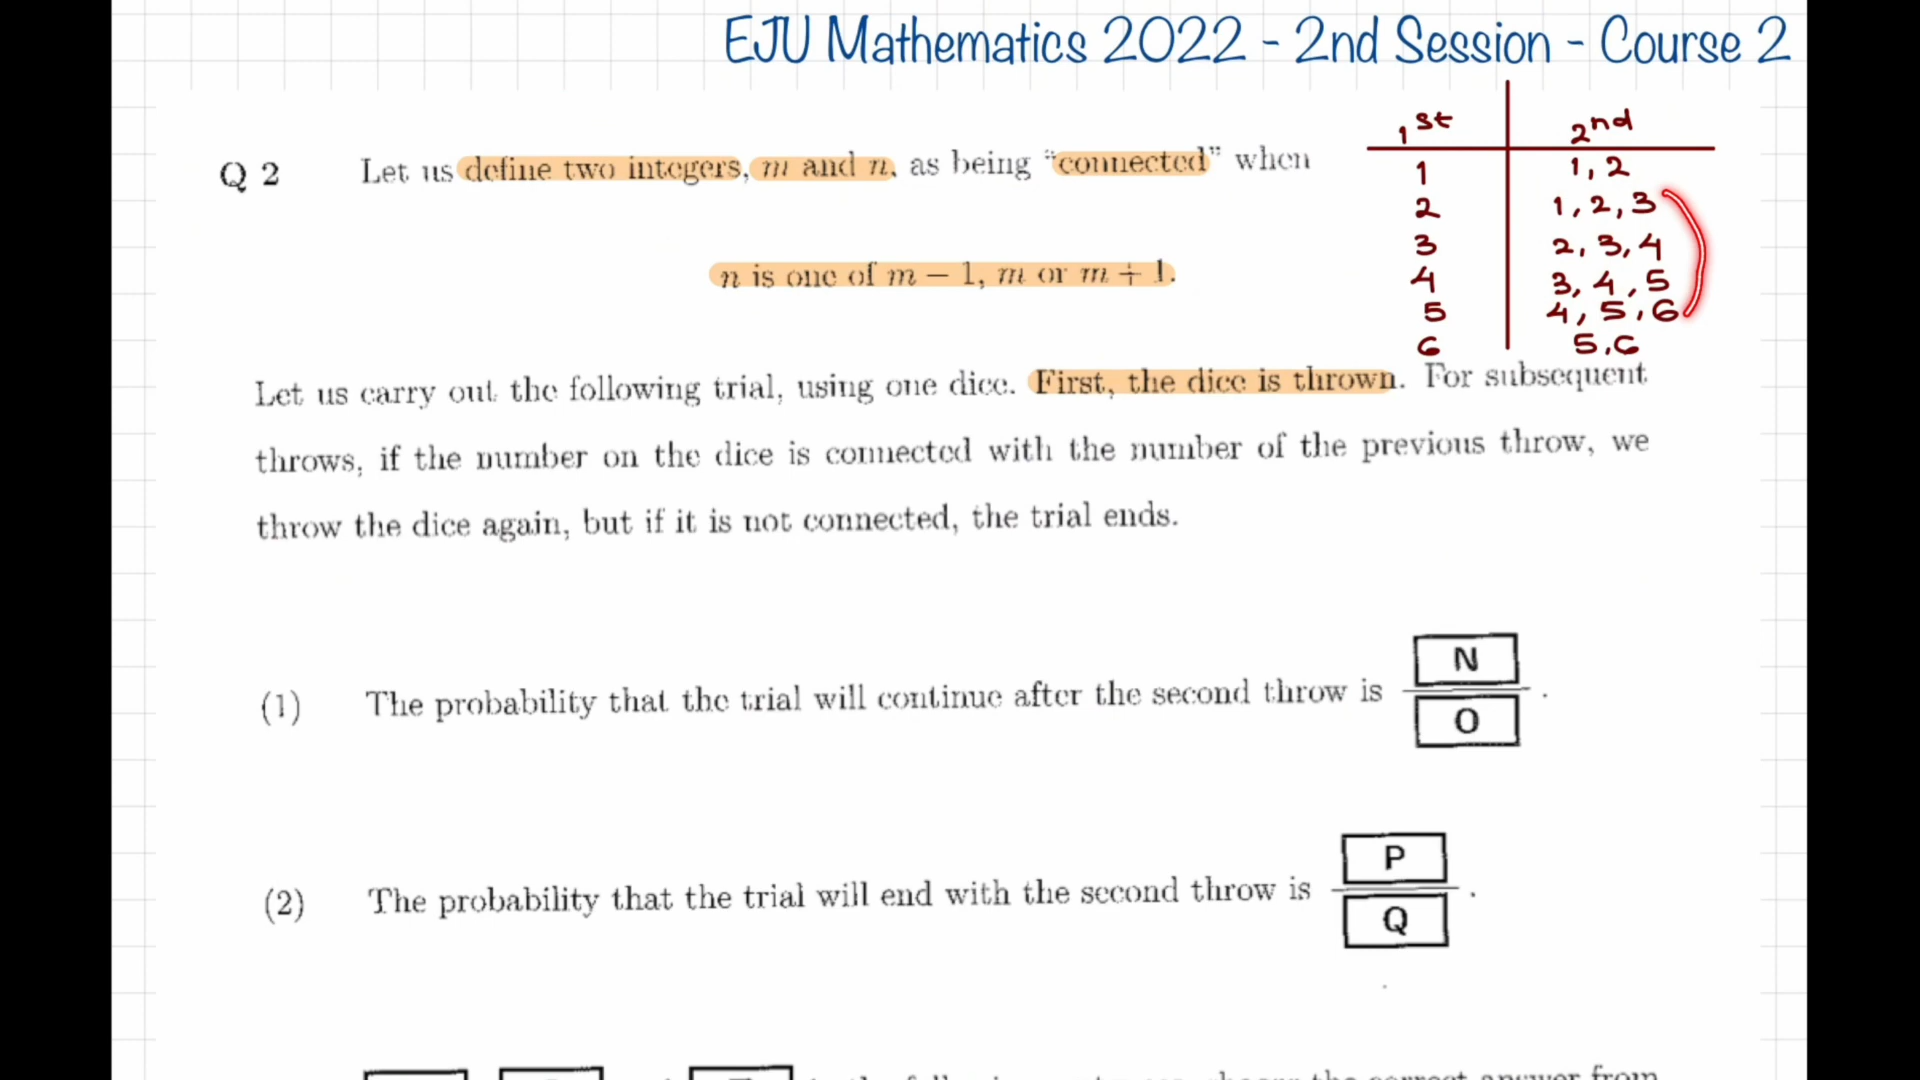 EJU Mathematics 2022 - 2nd Session - Course 2
1st 2nd
1 1, 2
2 1, 2, 3
3 2, 3, 4
4 3, 4, 5
5 4, 5, 6
6 5, 6
Q 2 Let us define two integers, m and n, as being “connected” when
n is one of m − 1, m or m + 1.
Let us carry out the following trial, using one dice. First, the dice is thrown. For subsequent
throws, if the number on the dice is connected with the number of the previous throw, we
throw the dice again, but if it is not connected, the trial ends.
(1) The probability that the trial will continue after the second throw is N
O .
(2) The probability that the trial will end with the second throw is P
Q .
the correct answer from